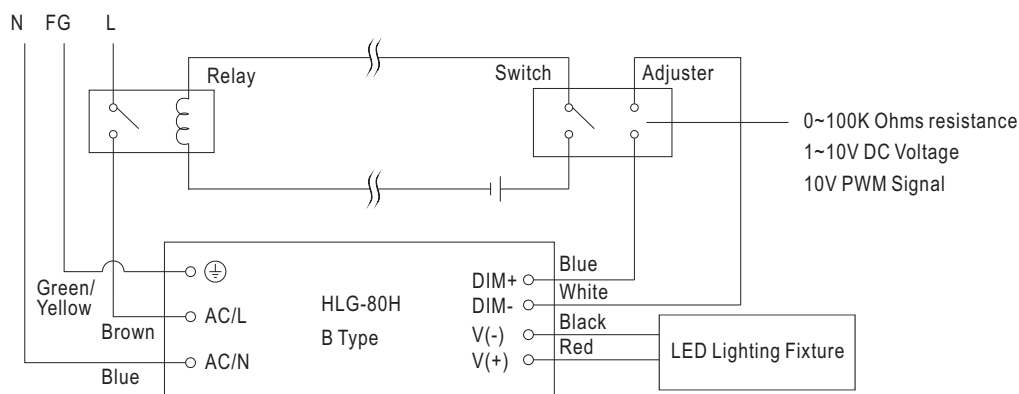 N FG L
Relay
Switch
Adjuster
0~100K Ohms resistance
1~10V DC Voltage
10V PWM Signal
Green/
Yellow
Brown
Blue
AC/L
AC/N
HLG-80H
B Type
DIM+
DIM-
V(-)
V(+)
Blue
White
Black
Red
LED Lighting Fixture